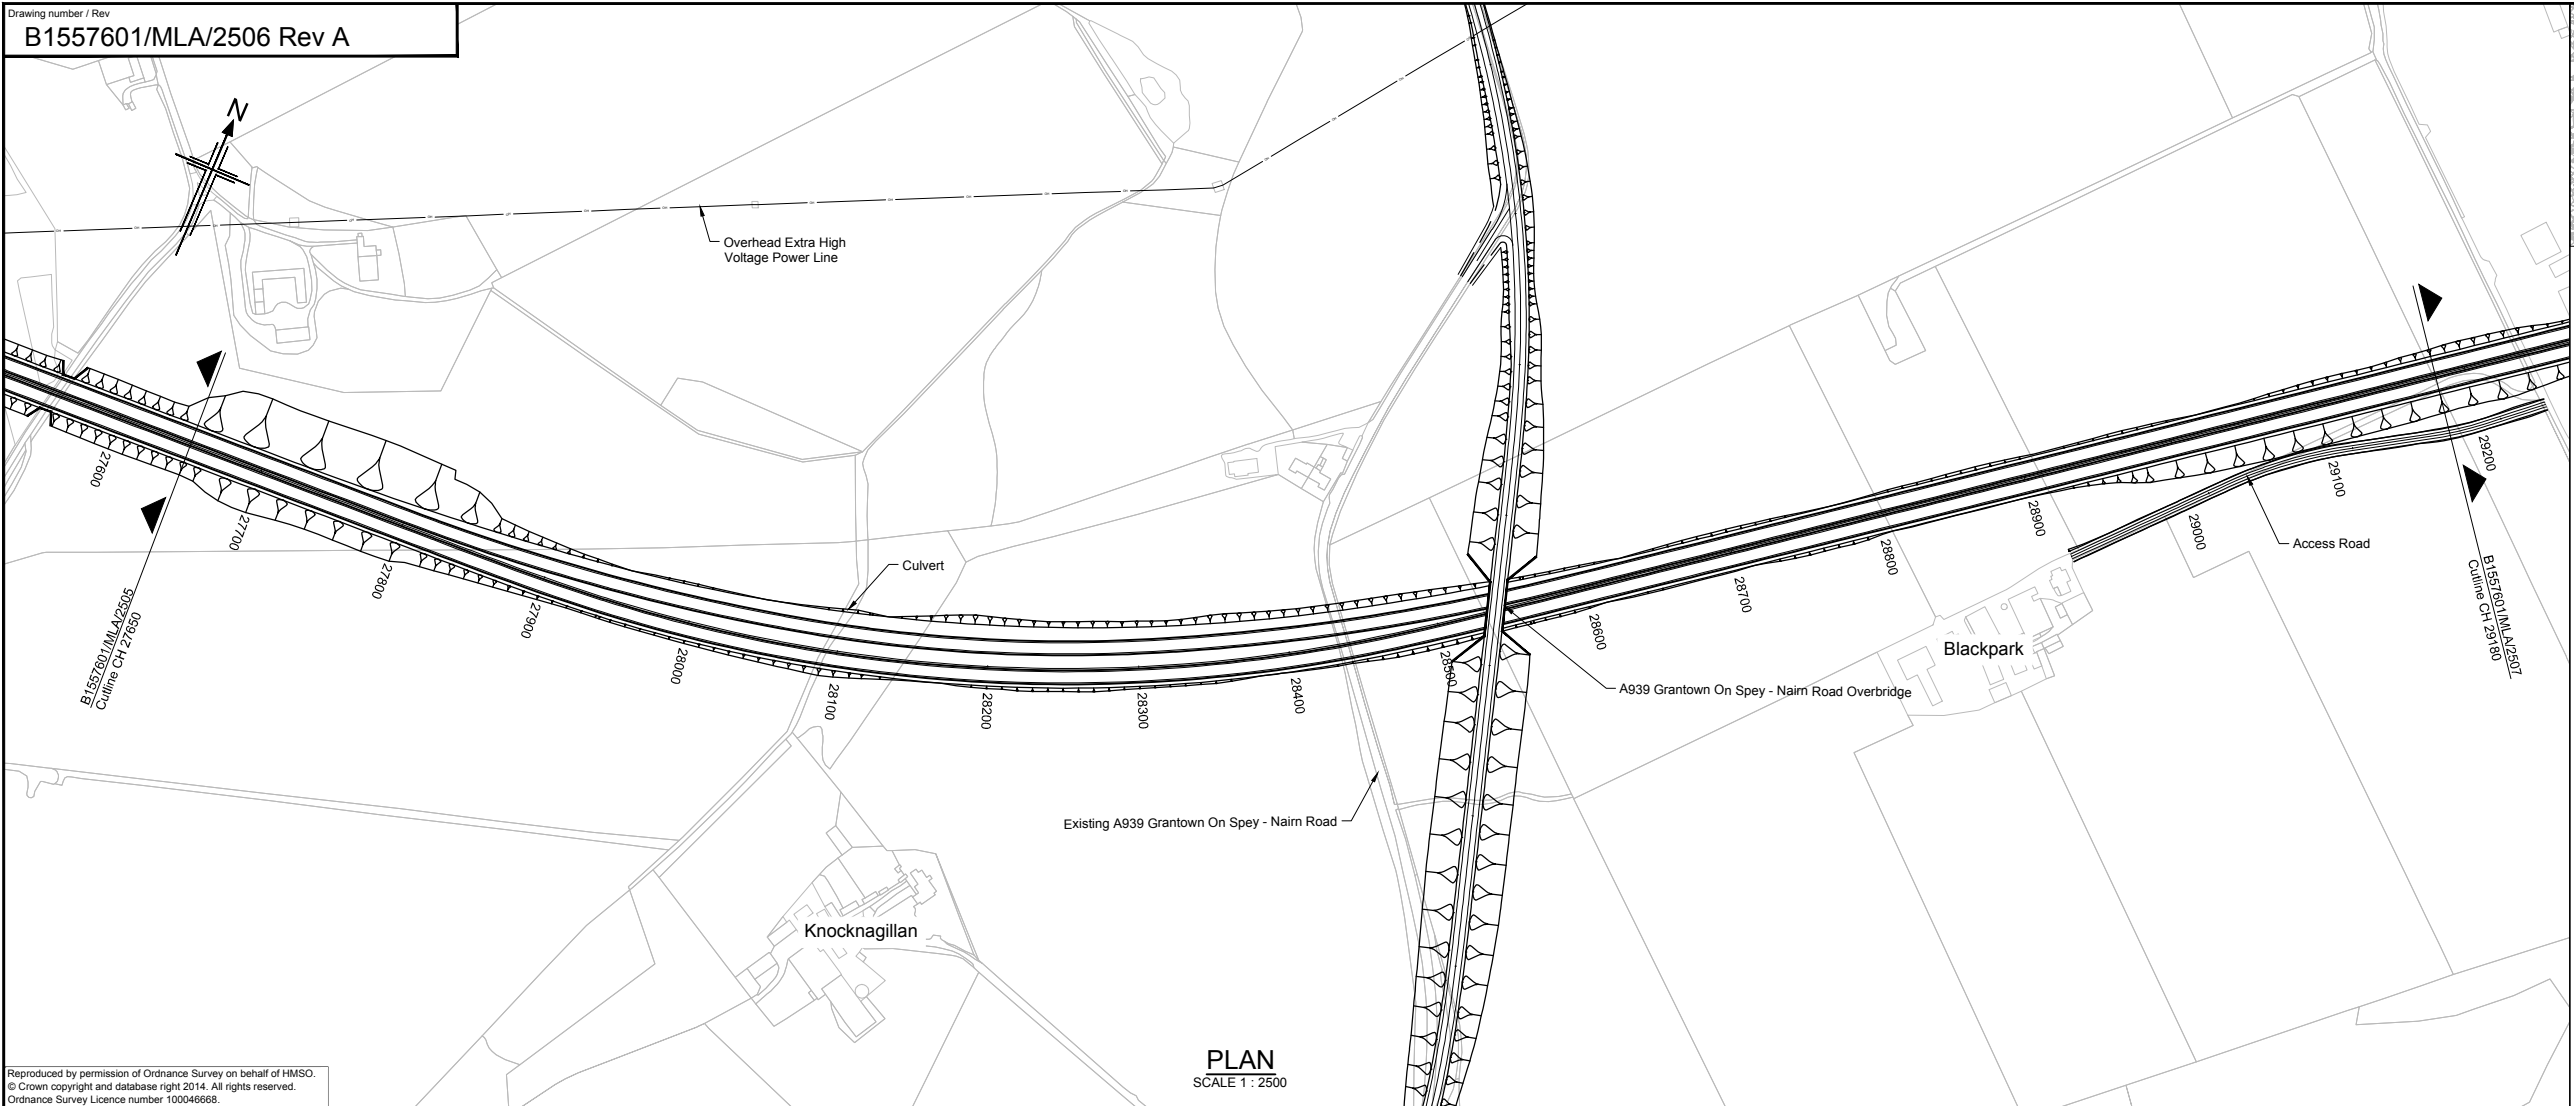 Drawing number / Rev
B1557601/MLA/2506 Rev A
N
Overhead Extra High
Voltage Power Line
Culvert
Access Road
A939 Grantown On Spey - Nairn Road Overbridge
Existing A939 Grantown On Spey - Nairn Road
Blackpark
Knocknagillan
27600
27700
27800
27900
28000
28100
28200
28300
28400
28500
28600
28700
28800
28900
29000
29100
29200
B1557601/MLA/2505
Cutline CH 27650
B1557601/MLA/2507
Cutline CH 29180
PLAN
SCALE 1 : 2500
Reproduced by permission of Ordnance Survey on behalf of HMSO.
© Crown copyright and database right 2014. All rights reserved.
Ordnance Survey Licence number 100046668.